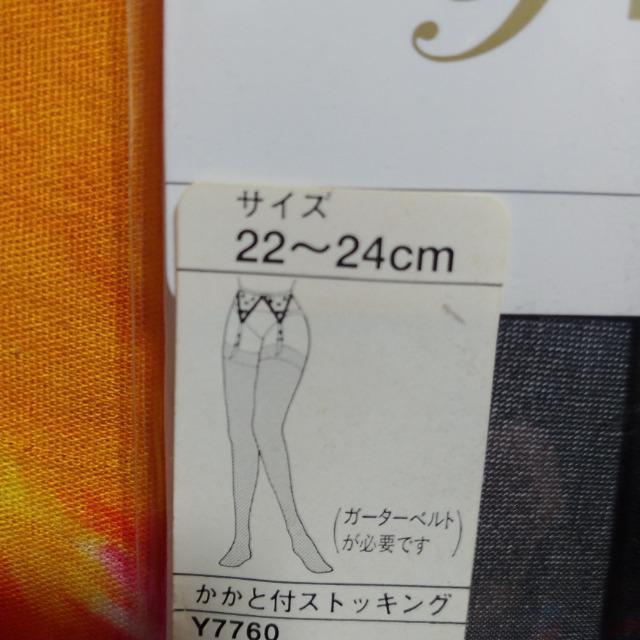 サイズ
22〜24cm
(ガーターベルト
が必要です)
かかと付ストッキング
Y7760